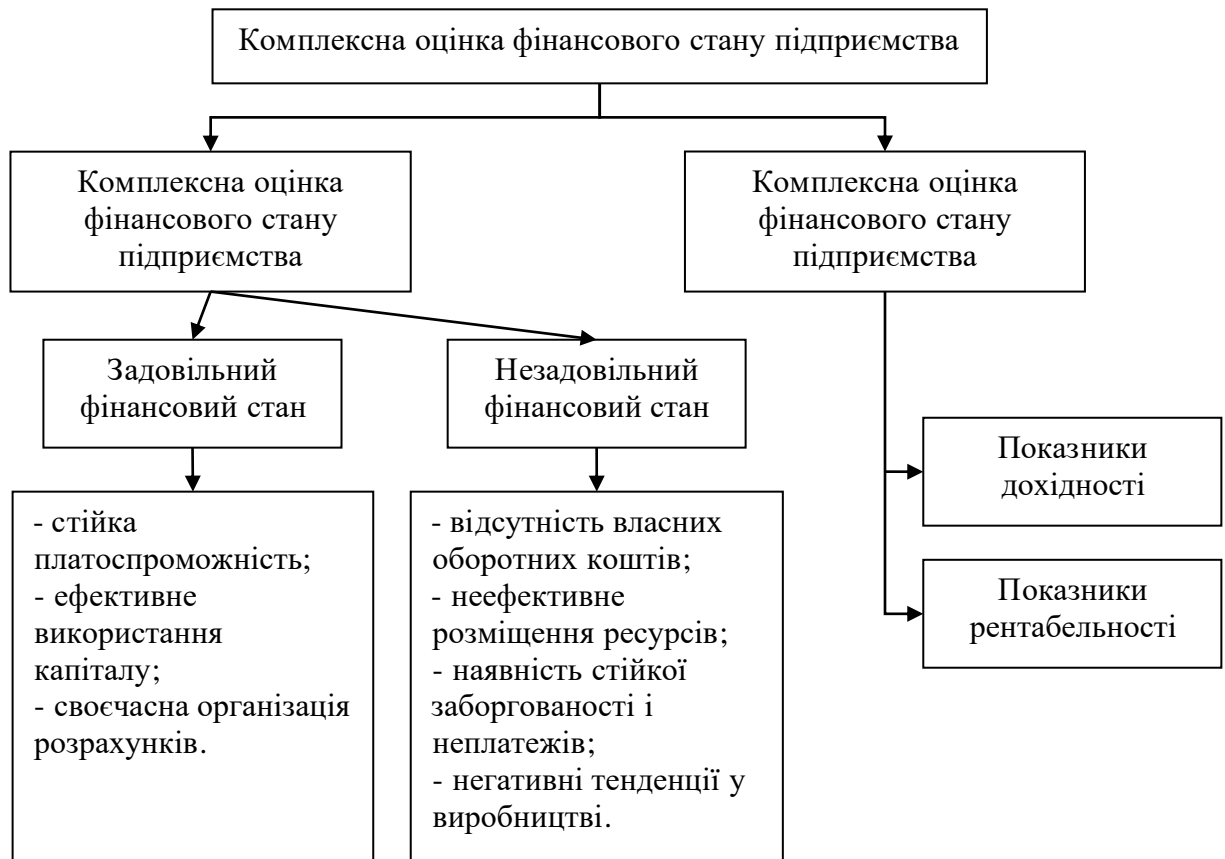 Комплексна оцінка фінансового стану підприємства
Комплексна оцінка
фінансового стану
підприємства
Комплексна оцінка
фінансового стану
підприємства
Задовільний
фінансовий стан
Незадовільний
фінансовий стан
Показники
дохідності
Показники
рентабельності
- стійка
платоспроможність;
- ефективне
використання
капіталу;
- своєчасна організація
розрахунків.
- відсутність власних
оборотних коштів;
- неефективне
розміщення ресурсів;
- наявність стійкої
заборгованості і
неплатежів;
- негативні тенденції у
виробництві.